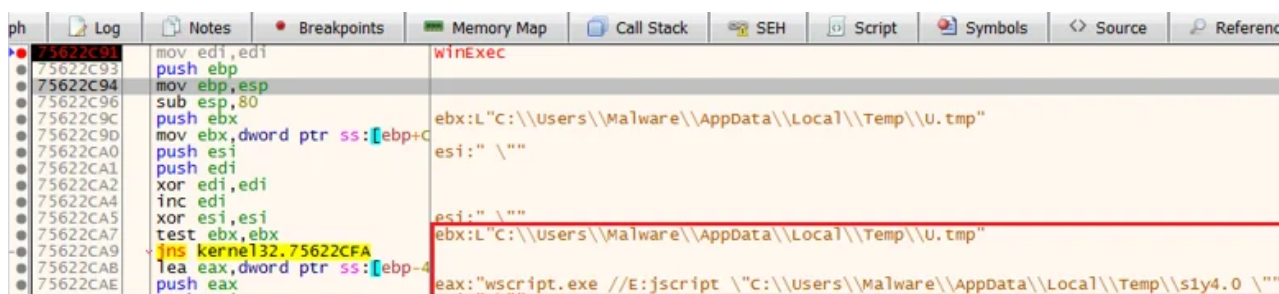 ph Log Notes Breakpoints Memory Map Call Stack SEH Script Symbols Source Referenc
75622C91 mov edi,edi WinExec
75622C93 push ebp
75622C94 mov ebp,esp
75622C96 sub esp,80
75622C9C push ebx ebx:L"C:\\Users\\Malware\\AppData\\Local\\Temp\\U.tmp"
75622C9D mov ebx,dword ptr ss:[ebp+C
75622CA0 push esi esi:" \""
75622CA1 push edi
75622CA2 xor edi,edi
75622CA4 inc edi
75622CA5 xor esi,esi esi:" \""
75622CA7 test ebx,ebx ebx:L"C:\\Users\\Malware\\AppData\\Local\\Temp\\U.tmp"
75622CA9 jns kernel32.75622CFA
75622CAB lea eax,dword ptr ss:[ebp-4
75622CAE push eax eax:"wscript.exe //E:jscript \"C:\\Users\\Malware\\AppData\\Local\\Temp\\s1y4.0 \""